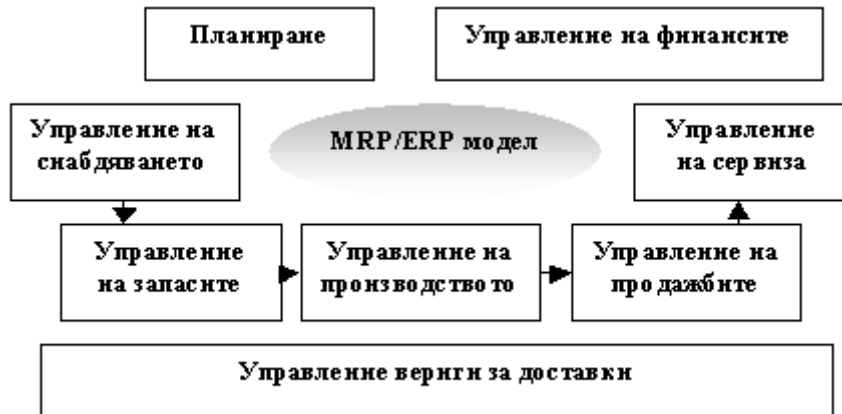 Планиране
Управление на финансите
Управление на
снабдяването
MRP/ERP модел
Управление
на сервиза
Управление
на запасите
Управление на
производството
Управление на
продажбите
Управление вериги за доставки